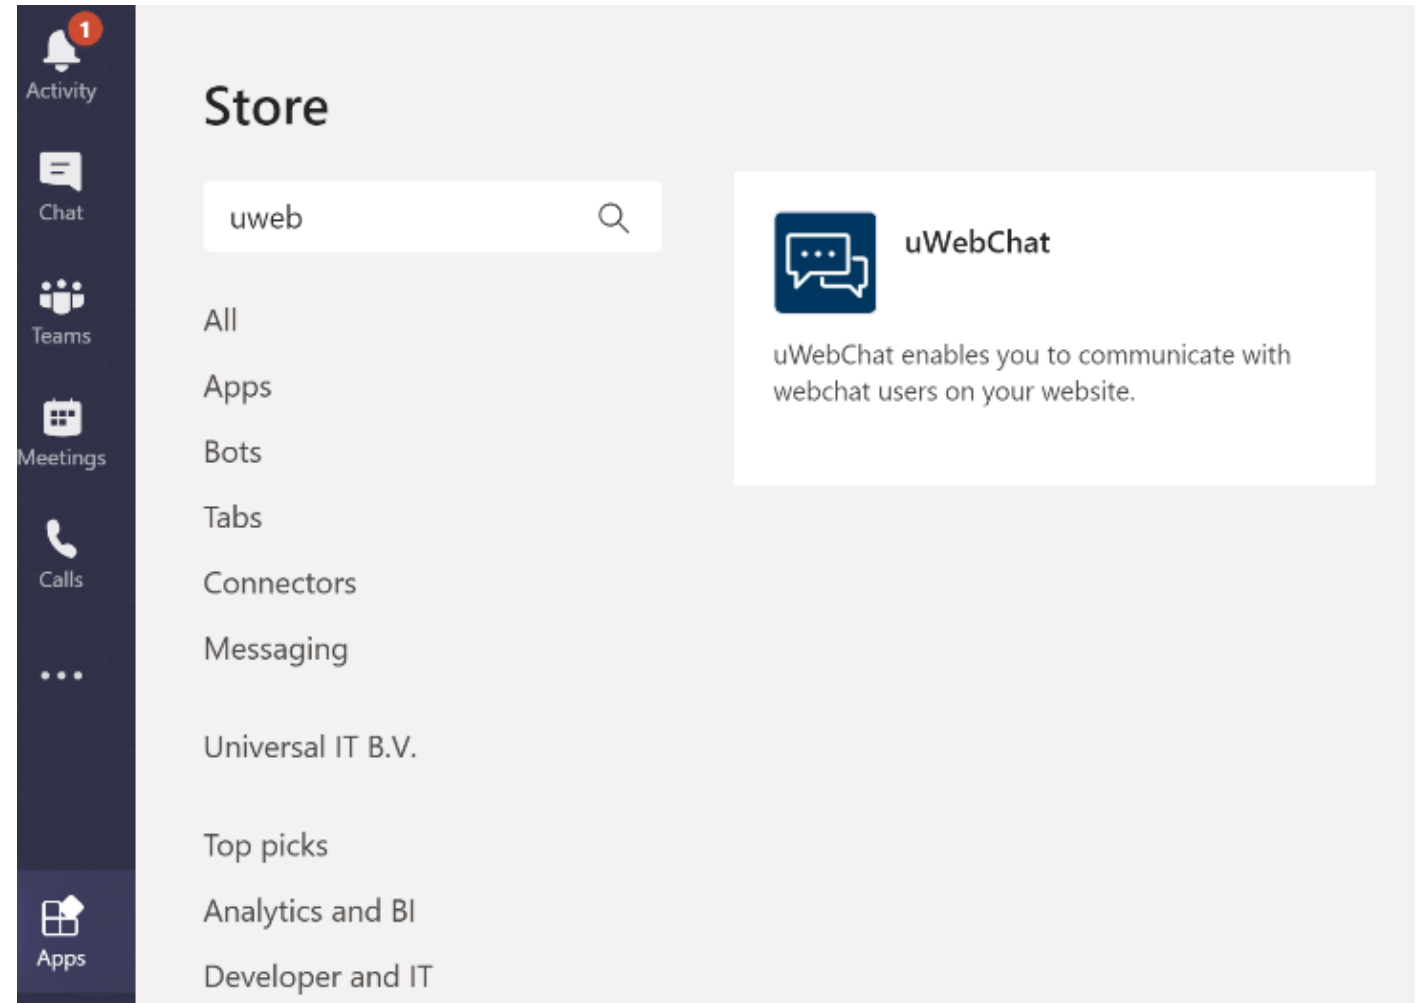 1
Activity
Chat
Teams
Meetings
Calls
Apps
Store
uweb
All
Apps
Bots
Tabs
Connectors
Messaging
Universal IT B.V.
Top picks
Analytics and BI
Developer and IT
uWebChat
uWebChat enables you to communicate with
webchat users on your website.